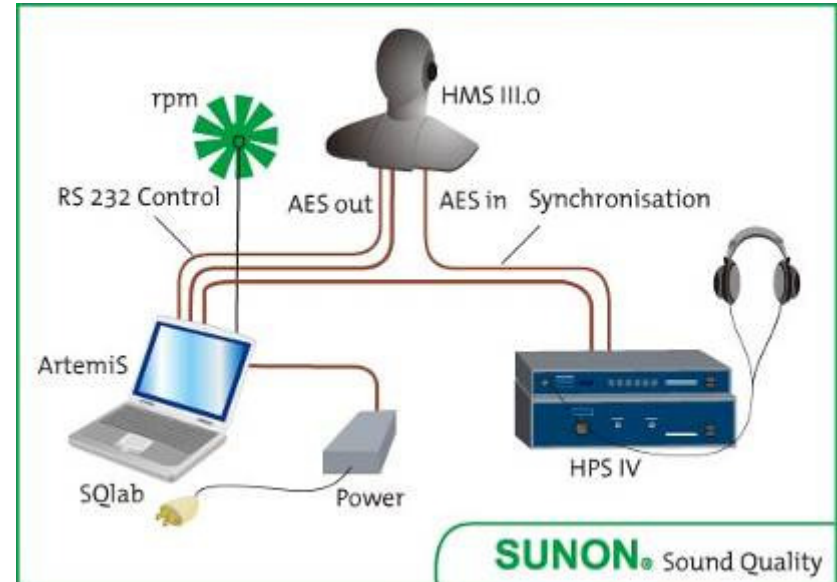 rpm
HMS III.0
RS 232 Control
AES out
AES in
Synchronisation
ArtemiS
SQlab
Power
HPS IV
SUNON® Sound Quality